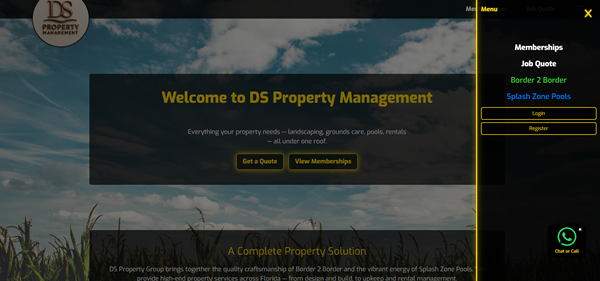 DS
PROPERTY
MANAGEMENT
Menu
X
Memberships
Job Quote
Border 2 Border
Splash Zone Pools
Login
Register
Welcome to DS Property Management
Everything your property needs — landscaping, grounds care, pools, rentals
— all under one roof.
Get a Quote
View Memberships
Chat or Call
A Complete Property Solution
DS Property Group brings together the quality craftsmanship of Border 2 Border and the vibrant energy of Splash Zone Pools.
provide high-end property services across Florida — from design and build, to upkeep and rental management.